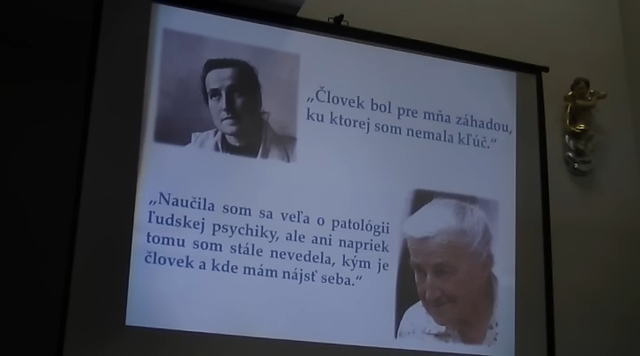 „Človek bol pre mňa záhadou,
ku ktorej som nemala kľúč.“
„Naučila som sa veľa o patológii
ľudskej psychiky, ale ani napriek
tomu som stále nevedela, kým je
človek a kde mám nájsť seba.“